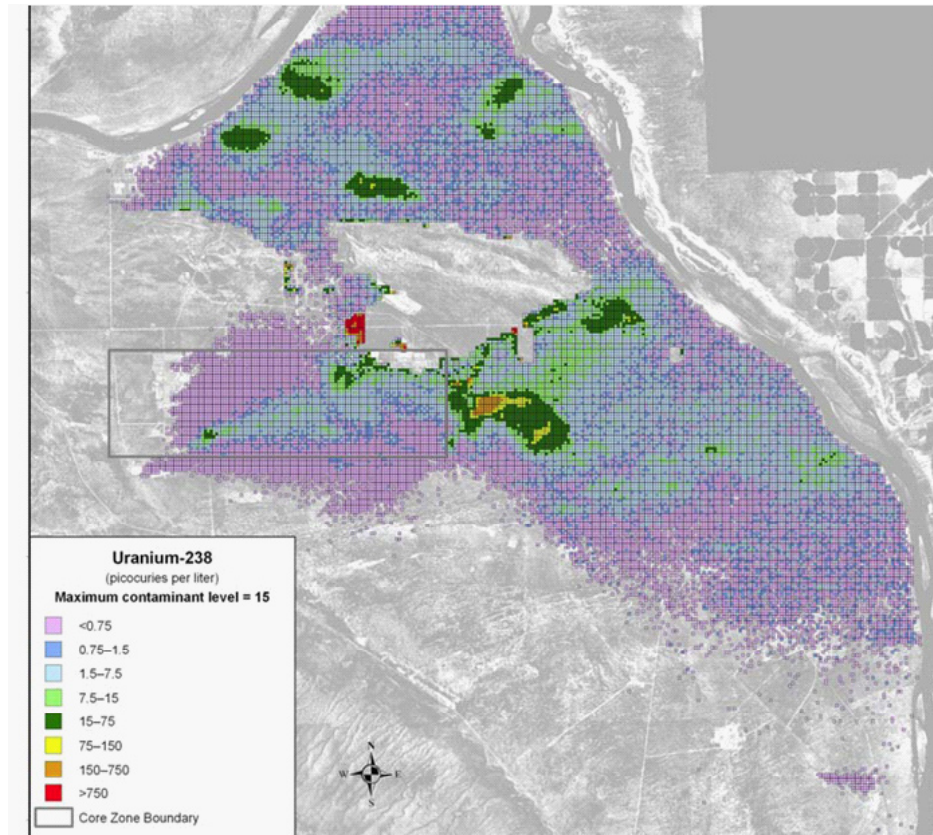 N
W E
S
Uranium-238
(picocuries per liter)
Maximum contaminant level = 15
<0.75
0.75–1.5
1.5–7.5
7.5–15
15–75
75–150
150–750
>750
Core Zone Boundary